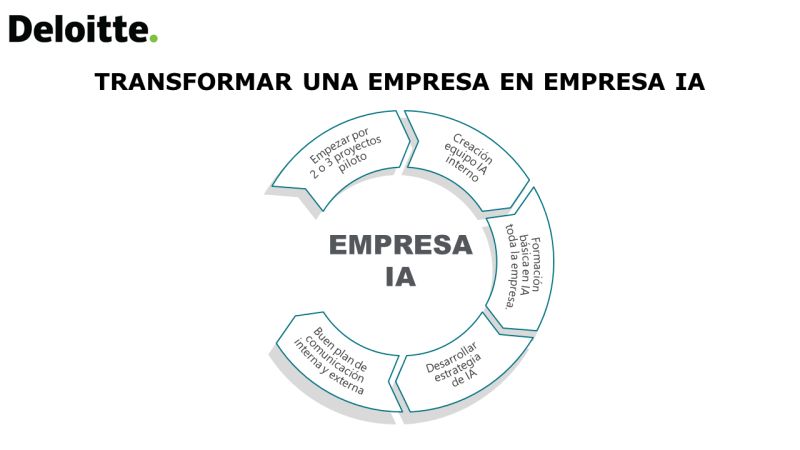 Deloitte.
TRANSFORMAR UNA EMPRESA EN EMPRESA IA
Empezar por
2 o 3 proyectos
piloto
Creación
equipo IA
interno
Formación
básica en IA
toda la empresa.
Desarrollar
estrategia
de IA
Buen plan de
comunicación
interna y externa
EMPRESA
IA